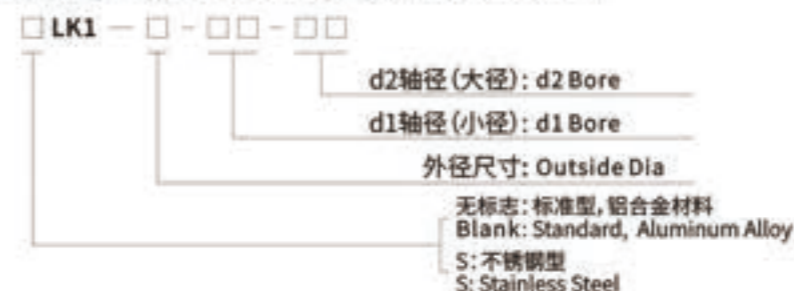 □LK1 — □ - □□ - □□
d2轴径(大径): d2 Bore
d1轴径(小径): d1 Bore
外径尺寸: Outside Dia
无标志:标准型,铝合金材料
Blank: Standard, Aluminum Alloy
S:不锈钢型
S: Stainless Steel